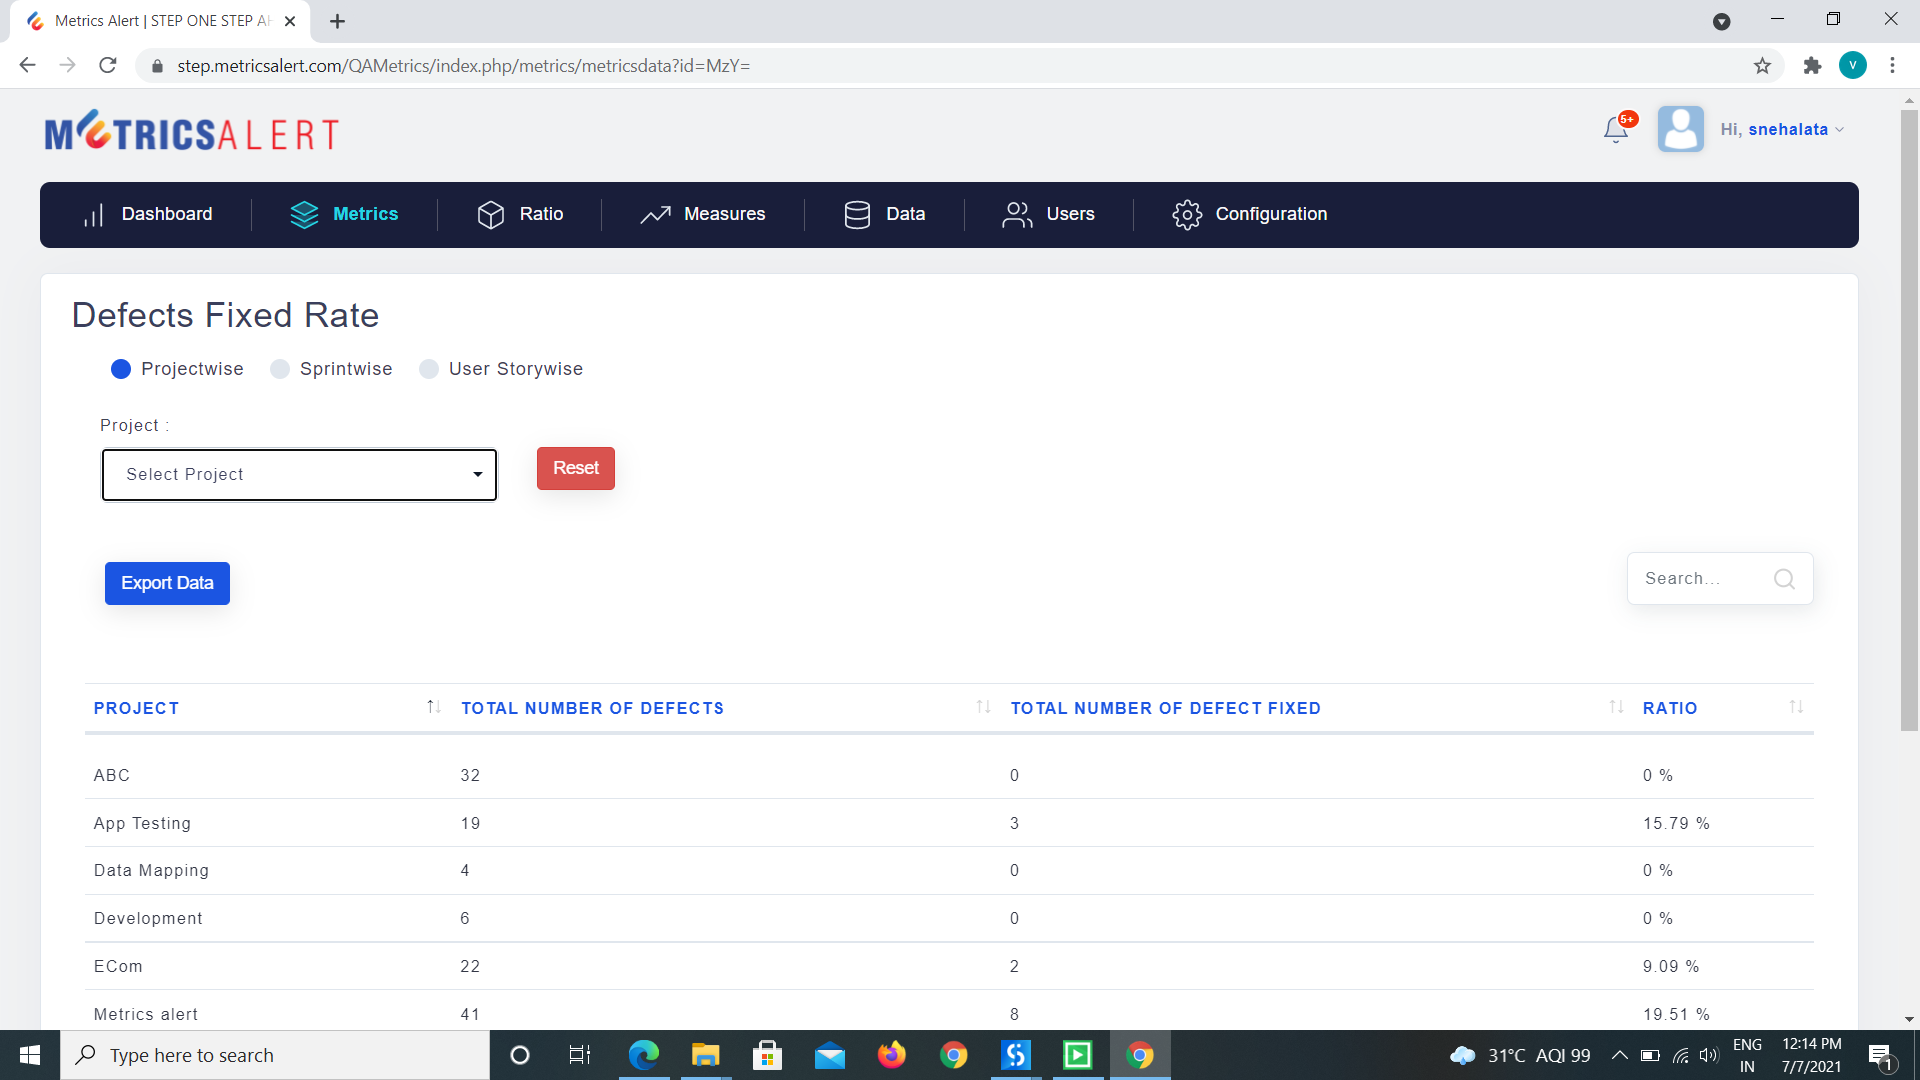 Metrics Alert | STEP ONE STEP AH
step.metricsalert.com/QAMetrics/index.php/metrics/metricsdata?id=MzY=
V
METRICSALERT
5+
Hi, snehalata
Dashboard Metrics Ratio Measures Data Users Configuration
Defects Fixed Rate
Projectwise Sprintwise User Storywise
Project :
Select Project
Reset
Export Data
Search...
PROJECT TOTAL NUMBER OF DEFECTS TOTAL NUMBER OF DEFECT FIXED RATIO
ABC 32 0 0 %
App Testing 19 3 15.79 %
Data Mapping 4 0 0 %
Development 6 0 0 %
ECom 22 2 9.09 %
Metrics alert 41 8 19.51 %
Type here to search
31°C AQI 99
ENG
IN
12:14 PM
7/7/2021
1